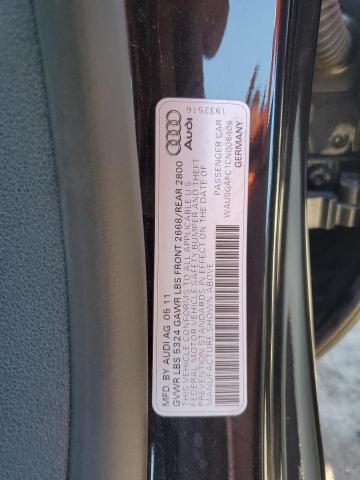 MFD. BY AUDI AG 05 11
GVWR LBS 5324 GAWR LBS FRONT 2668/REAR 2800
THIS VEHICLE CONFORMS TO ALL APPLICABLE U.S.
FEDERAL MOTOR VEHICLE SAFETY BUMPER AND THEFT
PREVENTION STANDARDS IN EFFECT ON THE DATE OF
MANUFACTURE SHOWN ABOVE.
Audi
1932516
PASSENGER CAR
WAUSGAFC1CN006406
GERMANY